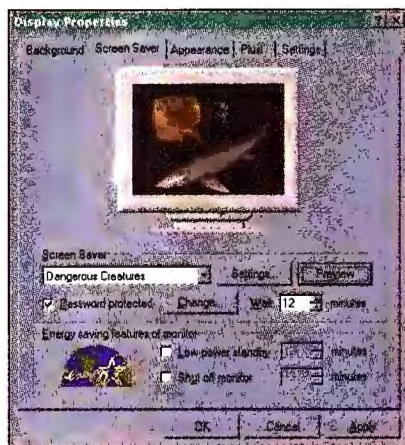 Display Properties
Background Screen Saver Appearance Plus! Settings
Screen Saver
Dangerous Creatures Settings... Preview
Password protected Change... Wait: 12 minutes
Energy saving features of monitor
Low power standby minutes
Shut off monitor minutes
OK Cancel Apply